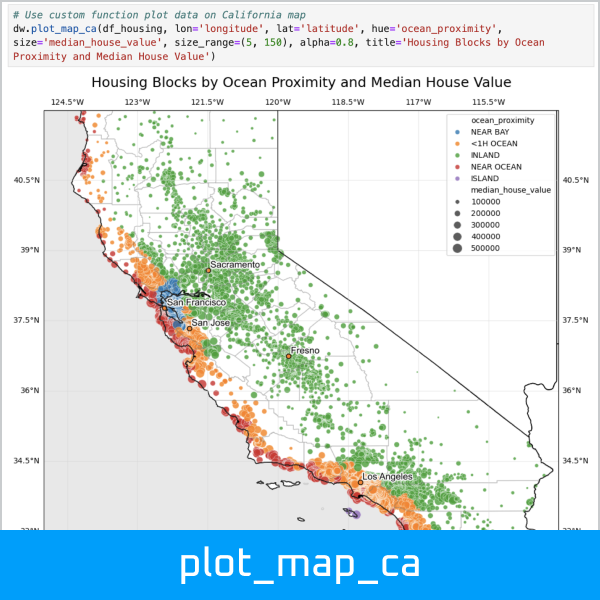 # Use custom function plot data on California map
dw.plot_map_ca(df_housing, lon='longitude', lat='latitude', hue='ocean_proximity',
size='median_house_value', size_range=(5, 150), alpha=0.8, title='Housing Blocks by Ocean
Proximity and Median House Value')
Housing Blocks by Ocean Proximity and Median House Value
124.5°W 123°W 121.5°W 120°W 118.5°W 117°W 115.5°W
ocean_proximity
NEAR BAY
<1H OCEAN
INLAND
NEAR OCEAN
ISLAND
median_house_value
100000
200000
300000
400000
500000
40.5°N 40.5°N
39°N 39°N
Sacramento
San Francisco
37.5°N 37.5°N
San Jose
Fresno
36°N 36°N
34.5°N 34.5°N
Los Angeles
plot_map_ca